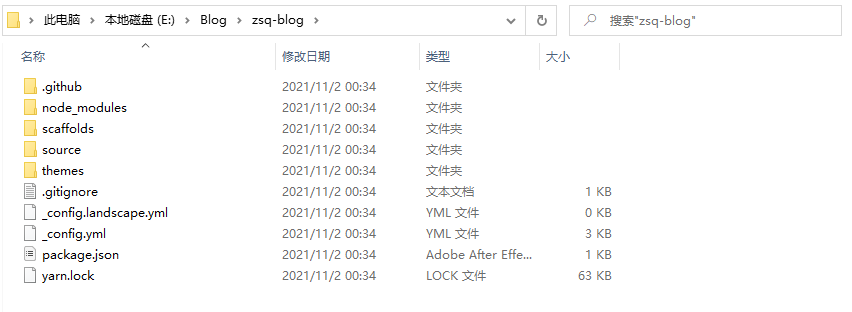 此电脑 > 本地磁盘 (E:) > Blog > zsq-blog > 搜索"zsq-blog"
名称 修改日期 类型 大小
.github 2021/11/2 00:34 文件夹
node_modules 2021/11/2 00:34 文件夹
scaffolds 2021/11/2 00:34 文件夹
source 2021/11/2 00:34 文件夹
themes 2021/11/2 00:34 文件夹
.gitignore 2021/11/2 00:34 文本文档 1 KB
_config.landscape.yml 2021/11/2 00:34 YML 文件 0 KB
_config.yml 2021/11/2 00:34 YML 文件 3 KB
package.json 2021/11/2 00:34 Adobe After Effe... 1 KB
yarn.lock 2021/11/2 00:34 LOCK 文件 63 KB